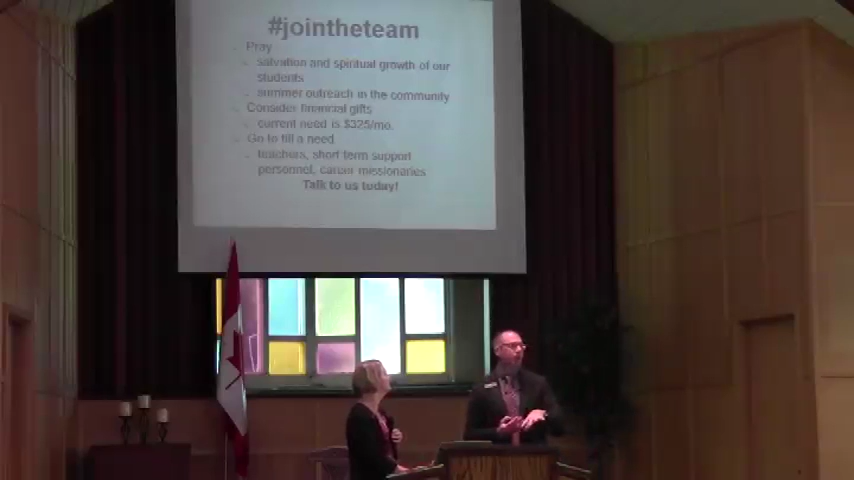 #jointheteam
Pray
salvation and spiritual growth of our
students
summer outreach in the community
Consider financial gifts
current need is $325/mo.
Go to fill a need
teachers, short term support
personnel, career missionaries
Talk to us today!